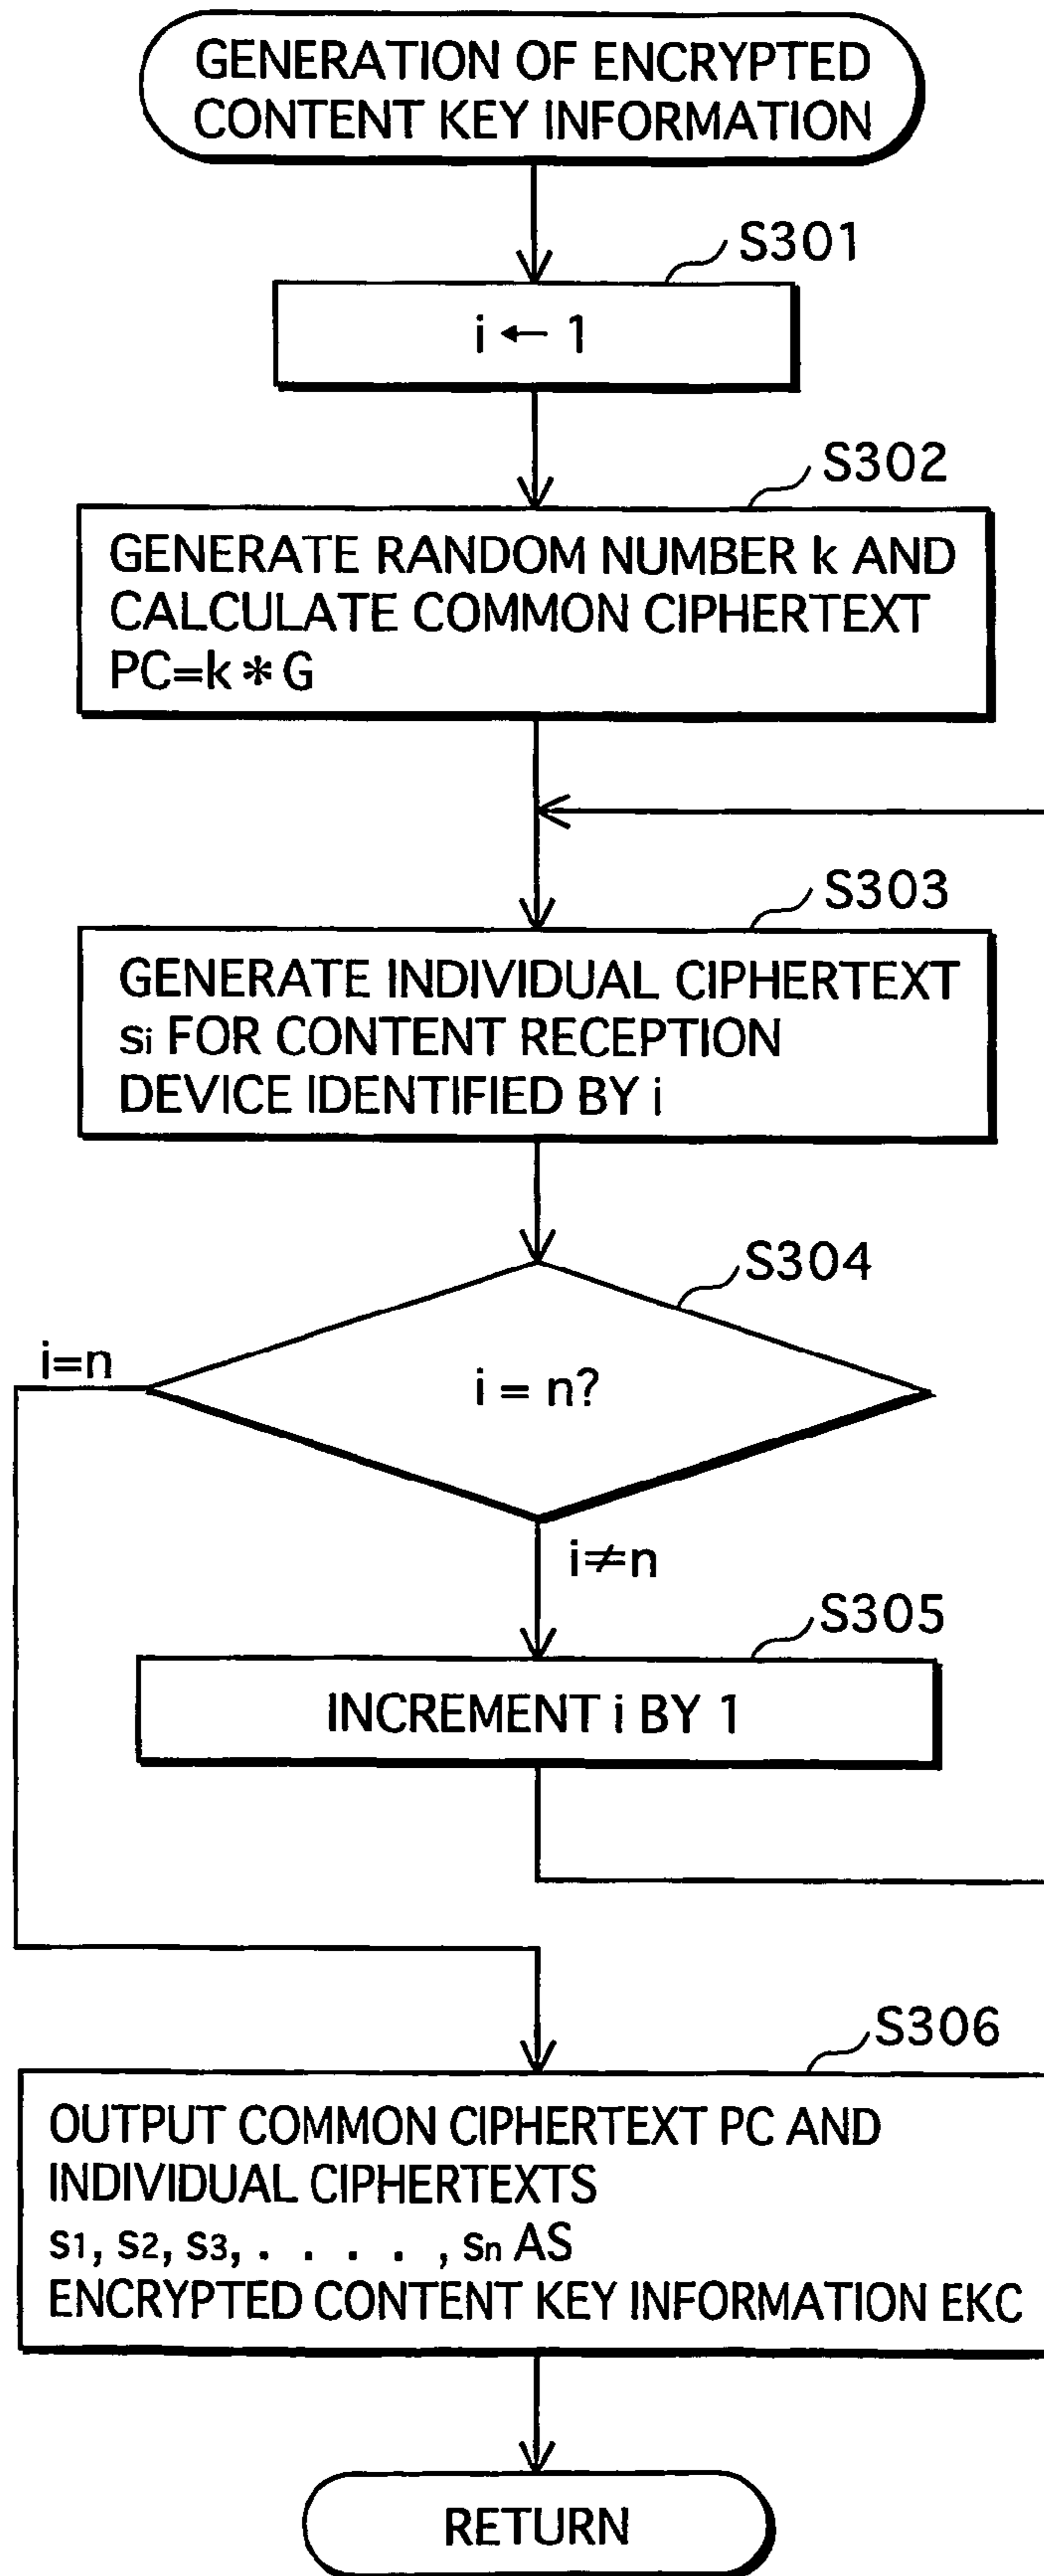 GENERATION OF ENCRYPTED
CONTENT KEY INFORMATION
S301
i ← 1
S302
GENERATE RANDOM NUMBER k AND
CALCULATE COMMON CIPHERTEXT
PC=k*G
S303
GENERATE INDIVIDUAL CIPHERTEXT
si FOR CONTENT RECEPTION
DEVICE IDENTIFIED BY i
S304
i=n
i = n?
i≠n
S305
INCREMENT i BY 1
S306
OUTPUT COMMON CIPHERTEXT PC AND
INDIVIDUAL CIPHERTEXTS
s1, s2, s3, . . . . . , sn AS
ENCRYPTED CONTENT KEY INFORMATION EKC
RETURN